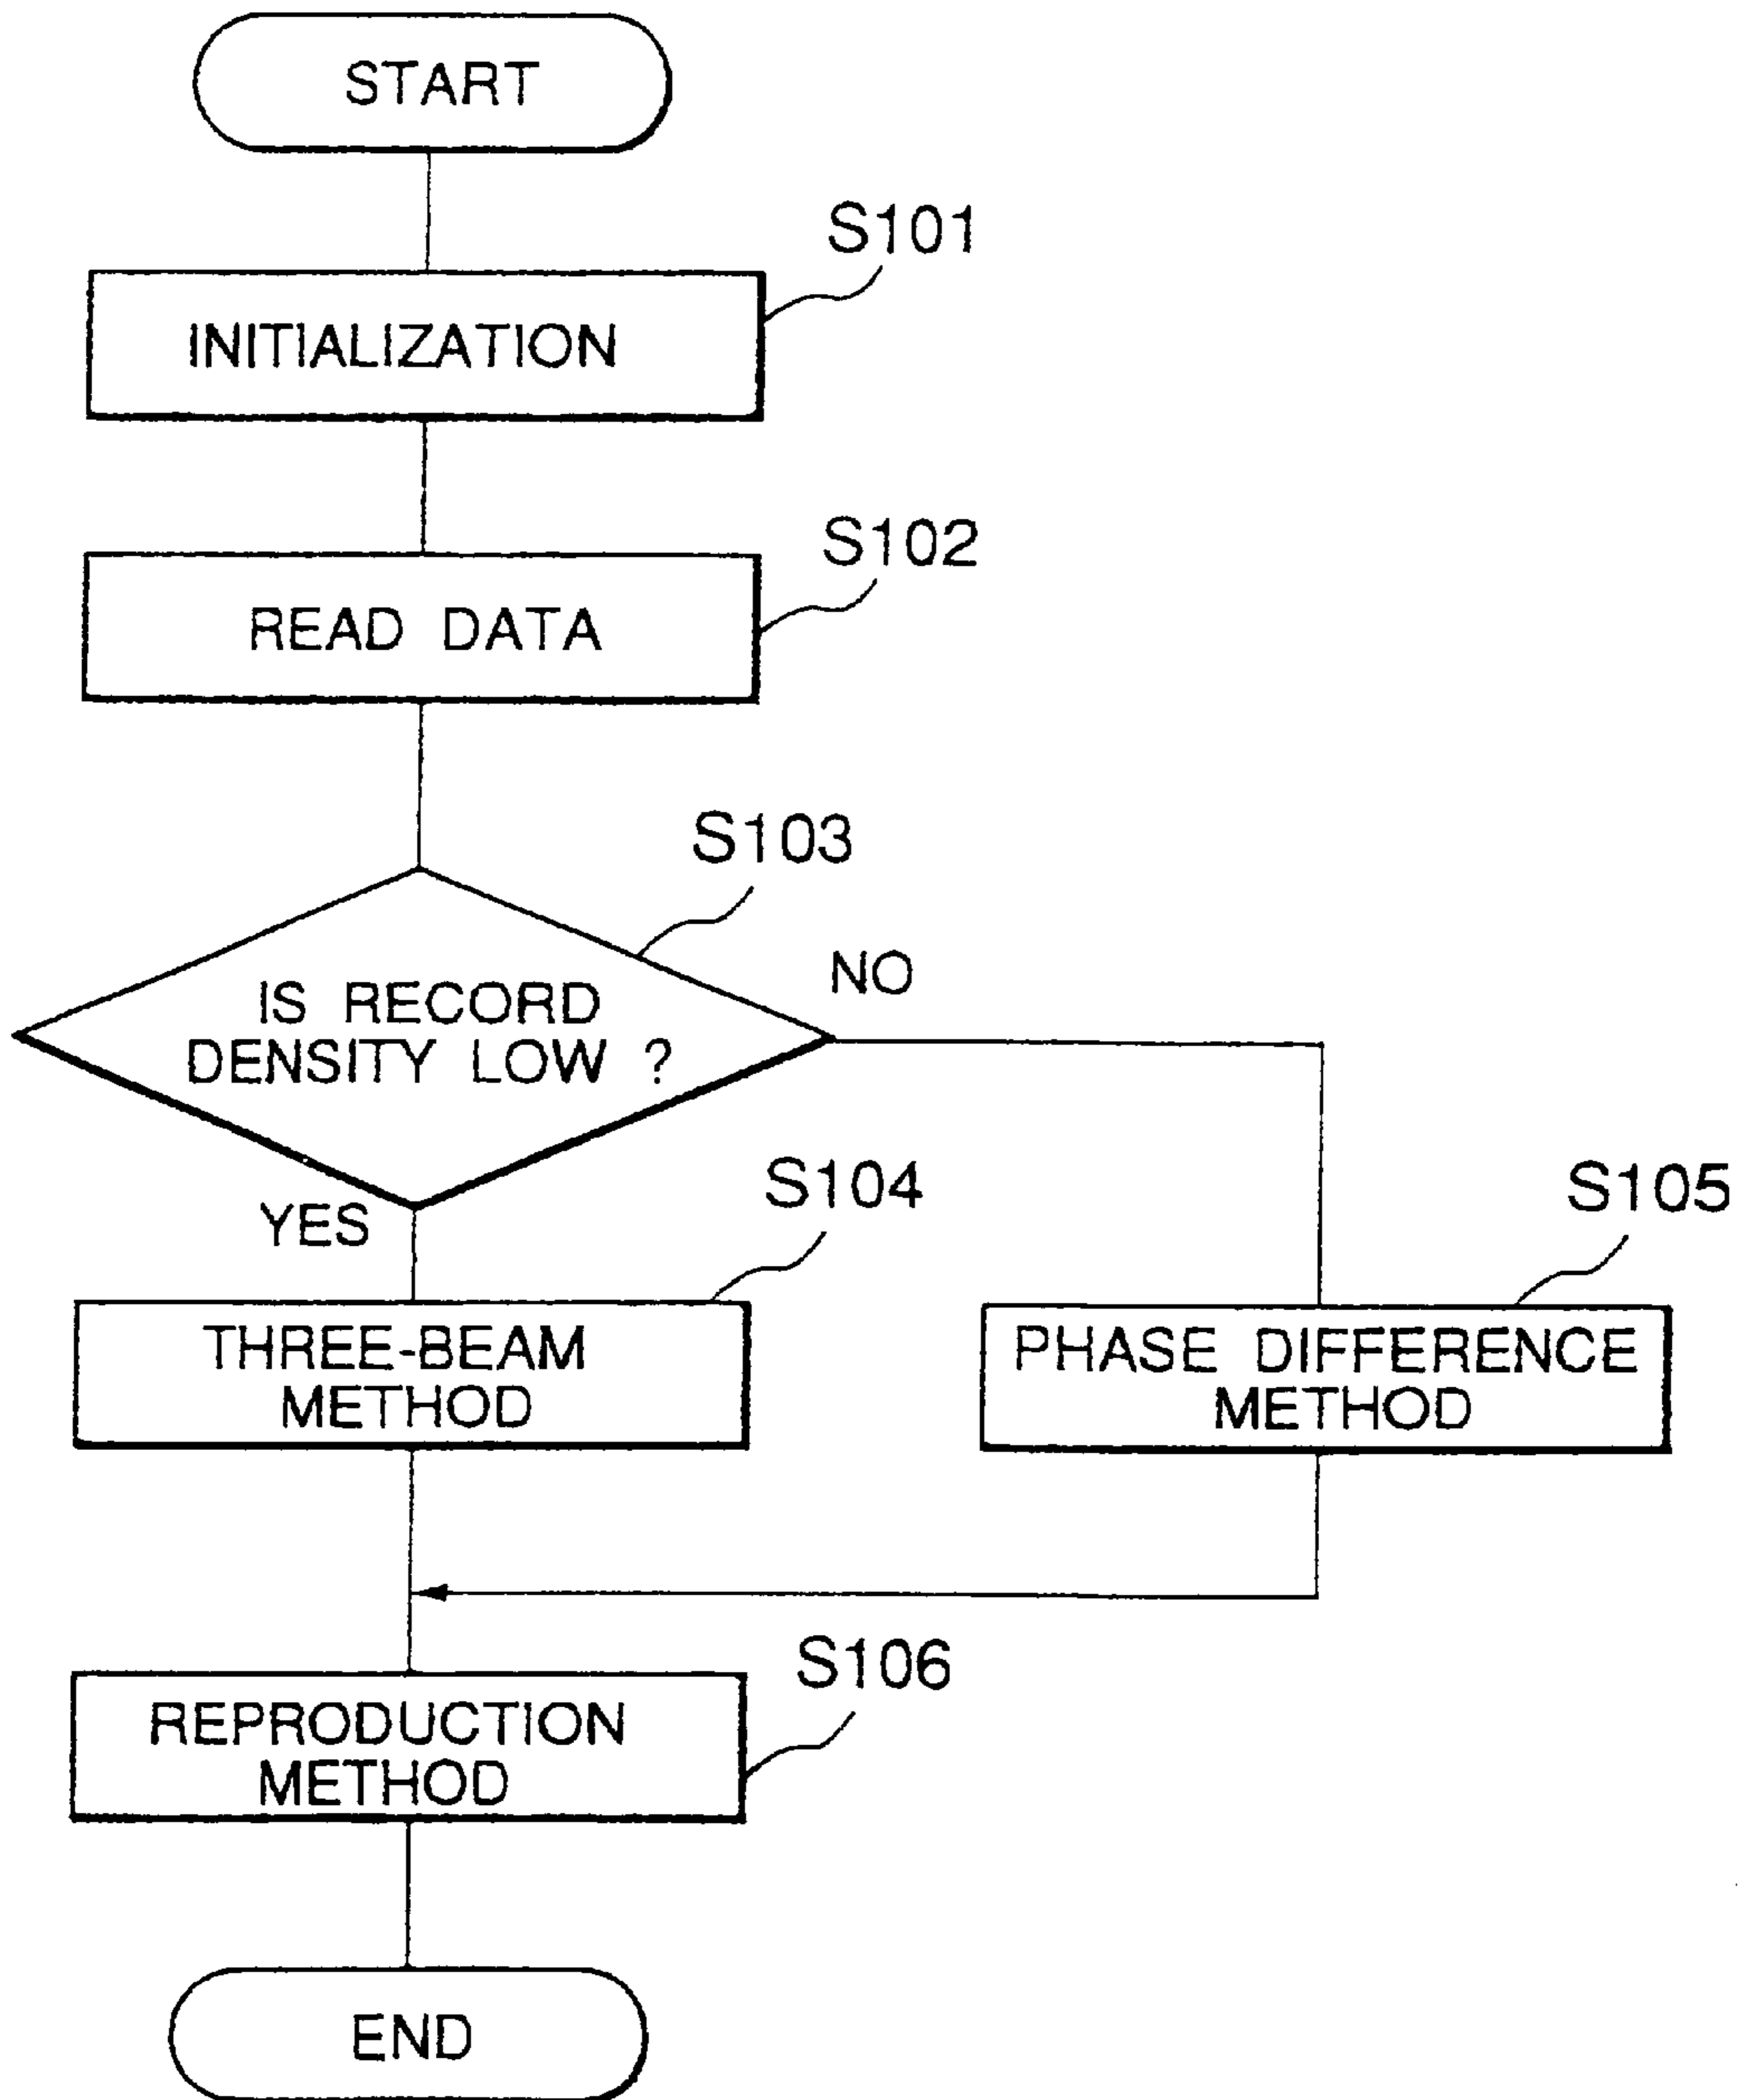 START
S101
INITIALIZATION
S102
READ DATA
S103
NO
IS RECORD
DENSITY LOW ?
YES
S104
S105
THREE-BEAM
METHOD
PHASE DIFFERENCE
METHOD
S106
REPRODUCTION
METHOD
END